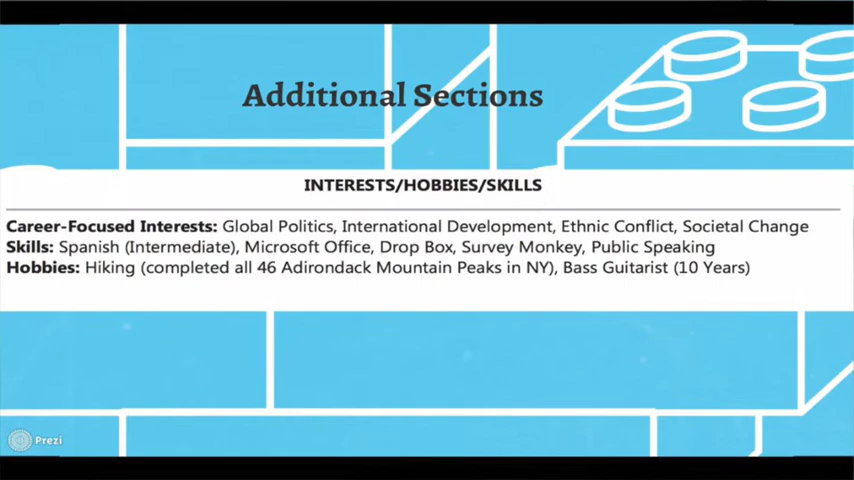 Additional Sections
INTERESTS/HOBBIES/SKILLS
Career-Focused Interests: Global Politics, International Development, Ethnic Conflict, Societal Change
Skills: Spanish (Intermediate), Microsoft Office, Drop Box, Survey Monkey, Public Speaking
Hobbies: Hiking (completed all 46 Adirondack Mountain Peaks in NY), Bass Guitarist (10 Years)
Prezi